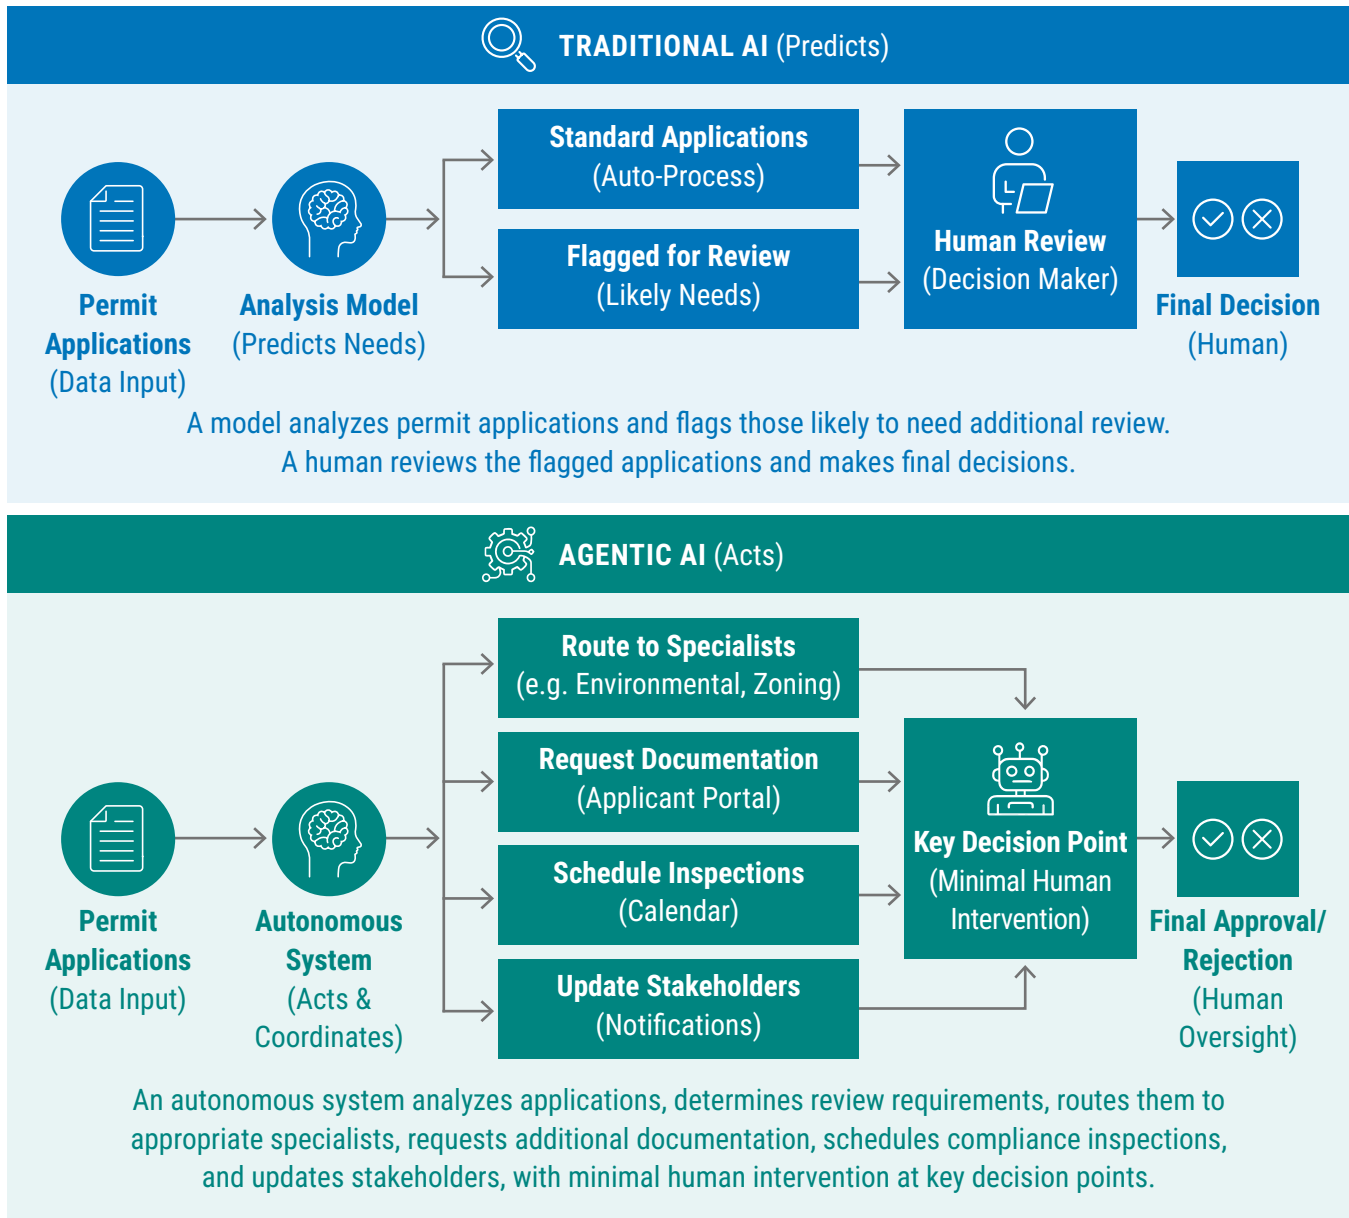 TRADITIONAL AI (Predicts)
Permit
Applications
(Data Input)
Analysis Model
(Predicts Needs)
Standard Applications
(Auto-Process)
Flagged for Review
(Likely Needs)
Human Review
(Decision Maker)
Final Decision
(Human)
A model analyzes permit applications and flags those likely to need additional review.
A human reviews the flagged applications and makes final decisions.
AGENTIC AI (Acts)
Permit
Applications
(Data Input)
Autonomous
System
(Acts &
Coordinates)
Route to Specialists
(e.g. Environmental, Zoning)
Request Documentation
(Applicant Portal)
Schedule Inspections
(Calendar)
Update Stakeholders
(Notifications)
Key Decision Point
(Minimal Human
Intervention)
Final Approval/
Rejection
(Human
Oversight)
An autonomous system analyzes applications, determines review requirements, routes them to
appropriate specialists, requests additional documentation, schedules compliance inspections,
and updates stakeholders, with minimal human intervention at key decision points.